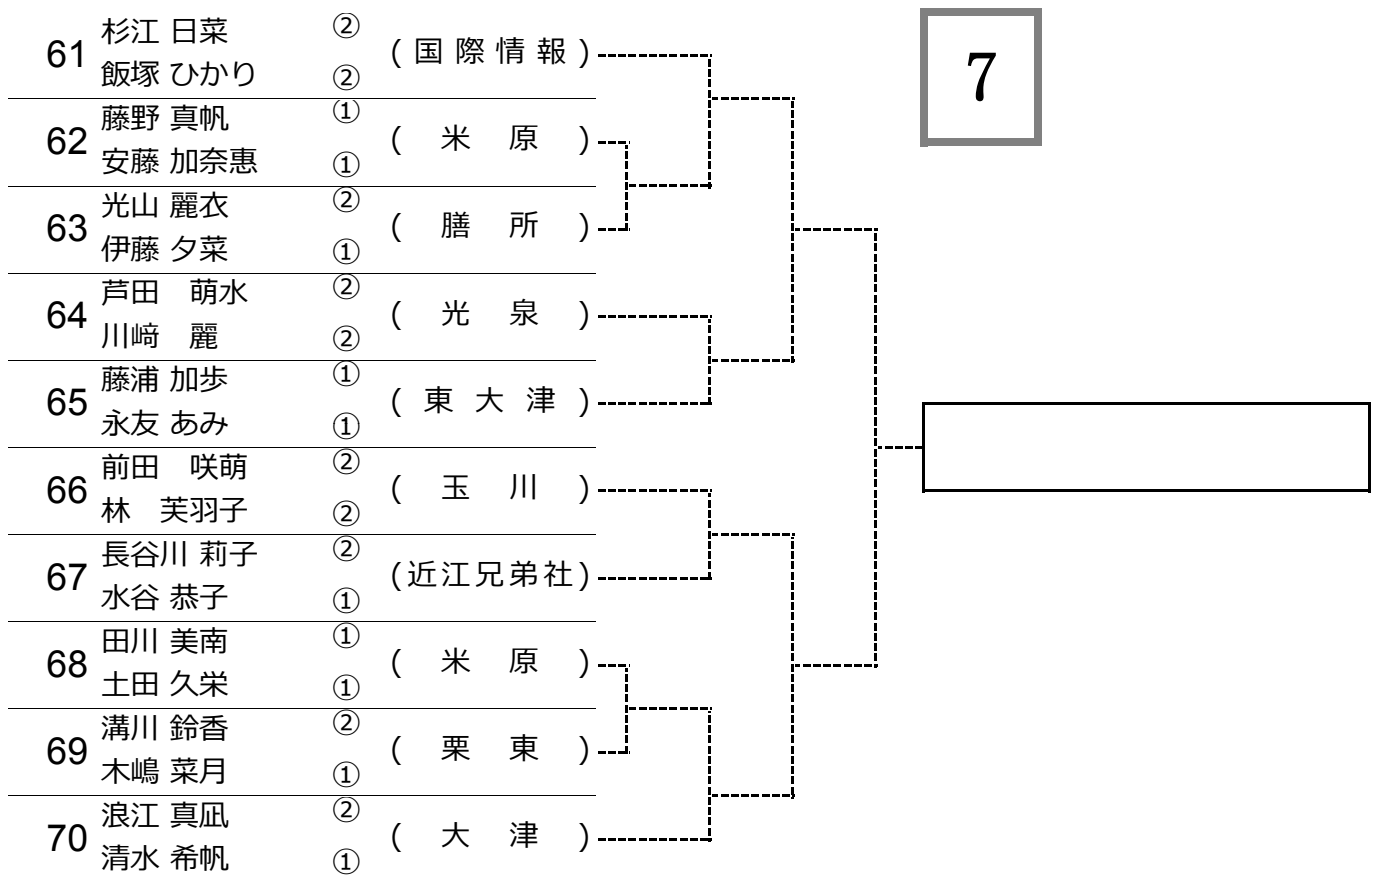 杉江 日菜 ②
61 (国際情報)
飯塚 ひかり ②
藤野 真帆 ①
62 (米原)
安藤 加奈惠 ①
光山 麗衣 ②
63 (膳所)
伊藤 夕菜 ①
芦田 萌水 ②
64 (光泉)
川﨑 麗 ②
藤浦 加歩 ①
65 (東大津)
永友 あみ ①
前田 咲萌 ②
66 (玉川)
林 芙羽子 ②
長谷川 莉子 ②
67 (近江兄弟社)
水谷 恭子 ①
田川 美南 ①
68 (米原)
土田 久栄 ①
溝川 鈴香 ②
69 (栗東)
木嶋 菜月 ①
浪江 真凪 ②
70 (大津)
清水 希帆 ①
7